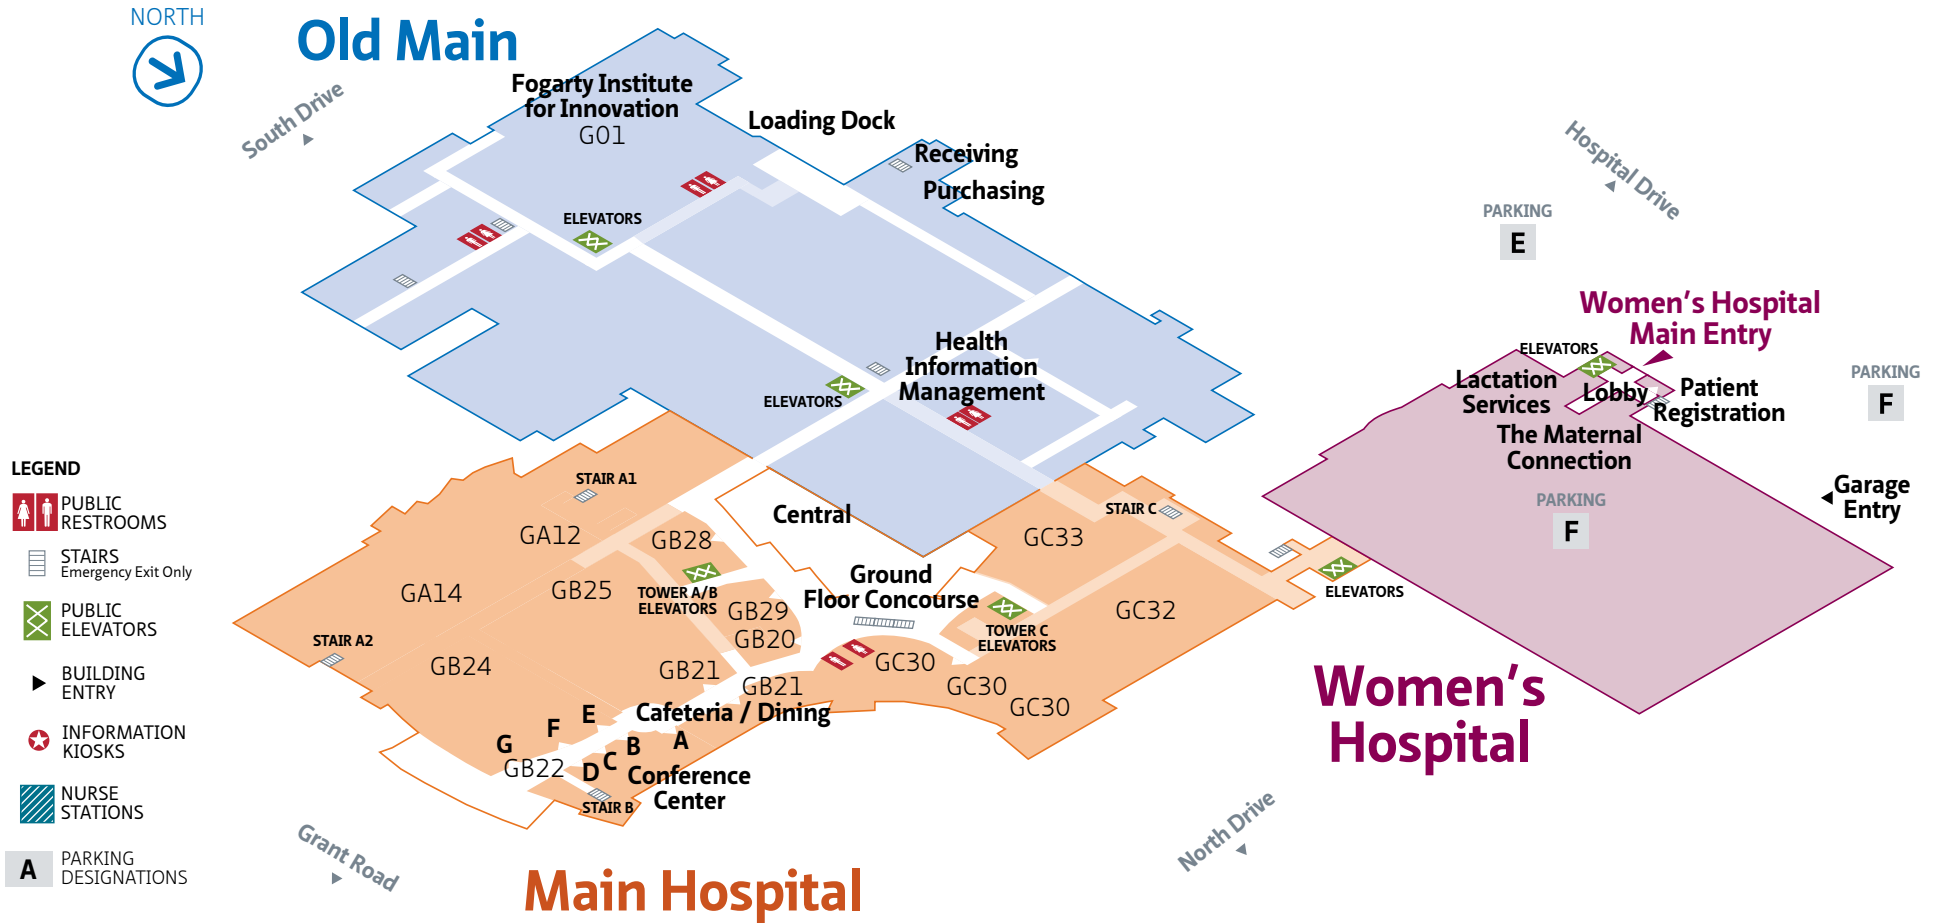 NORTH
Old Main
South Drive
Fogarty Institute
for Innovation
G01
Loading Dock
Receiving
Purchasing
ELEVATORS
Hospital Drive
PARKING
E
Women's Hospital
Main Entry
ELEVATORS
Lactation
Services
Lobby
Patient
Registration
PARKING
F
The Maternal
Connection
PARKING
F
Garage
Entry
Health
Information
Management
ELEVATORS
LEGEND
PUBLIC
RESTROOMS
STAIRS
Emergency Exit Only
PUBLIC
ELEVATORS
BUILDING
ENTRY
INFORMATION
KIOSKS
NURSE
STATIONS
A
PARKING
DESIGNATIONS
STAIR A1
Central
STAIR C
GA12
GB28
GC33
GA14
GB25
TOWER A/B
ELEVATORS
Ground
Floor Concourse
GB29
GB20
GC32
ELEVATORS
TOWER C
ELEVATORS
STAIR A2
GB24
GB21
GB21
GC30
GC30
GC30
Cafeteria / Dining
E
F
G
GB22
A
B
C
D
Conference
Center
STAIR B
Women's
Hospital
North Drive
Grant Road
Main Hospital